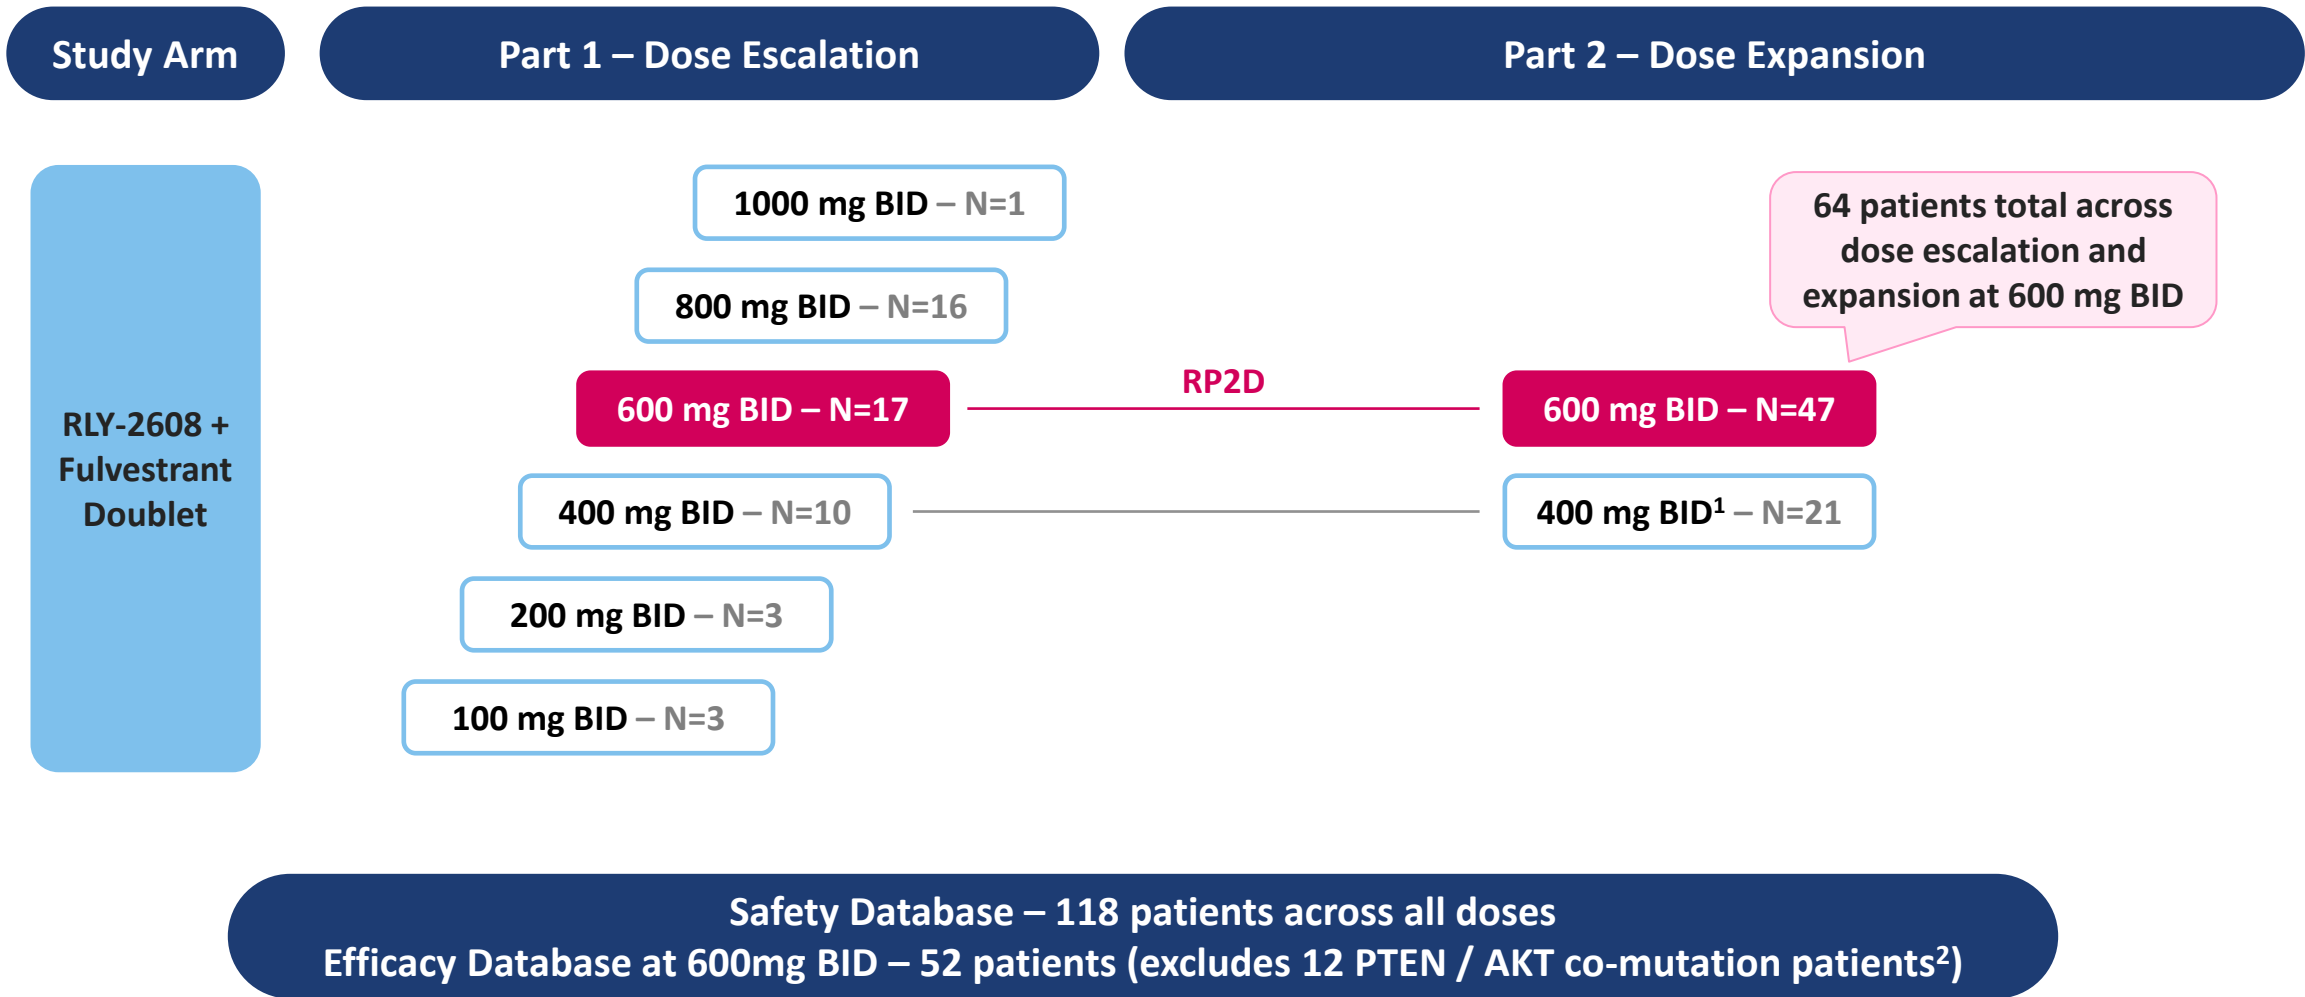 Study Arm
Part 1 – Dose Escalation
Part 2 – Dose Expansion
RLY-2608 +
Fulvestrant
Doublet
1000 mg BID – N=1
800 mg BID – N=16
600 mg BID – N=17
400 mg BID – N=10
200 mg BID – N=3
100 mg BID – N=3
RP2D
64 patients total across
dose escalation and
expansion at 600 mg BID
600 mg BID – N=47
400 mg BID¹ – N=21
Safety Database – 118 patients across all doses
Efficacy Database at 600mg BID – 52 patients (excludes 12 PTEN / AKT co-mutation patients²)